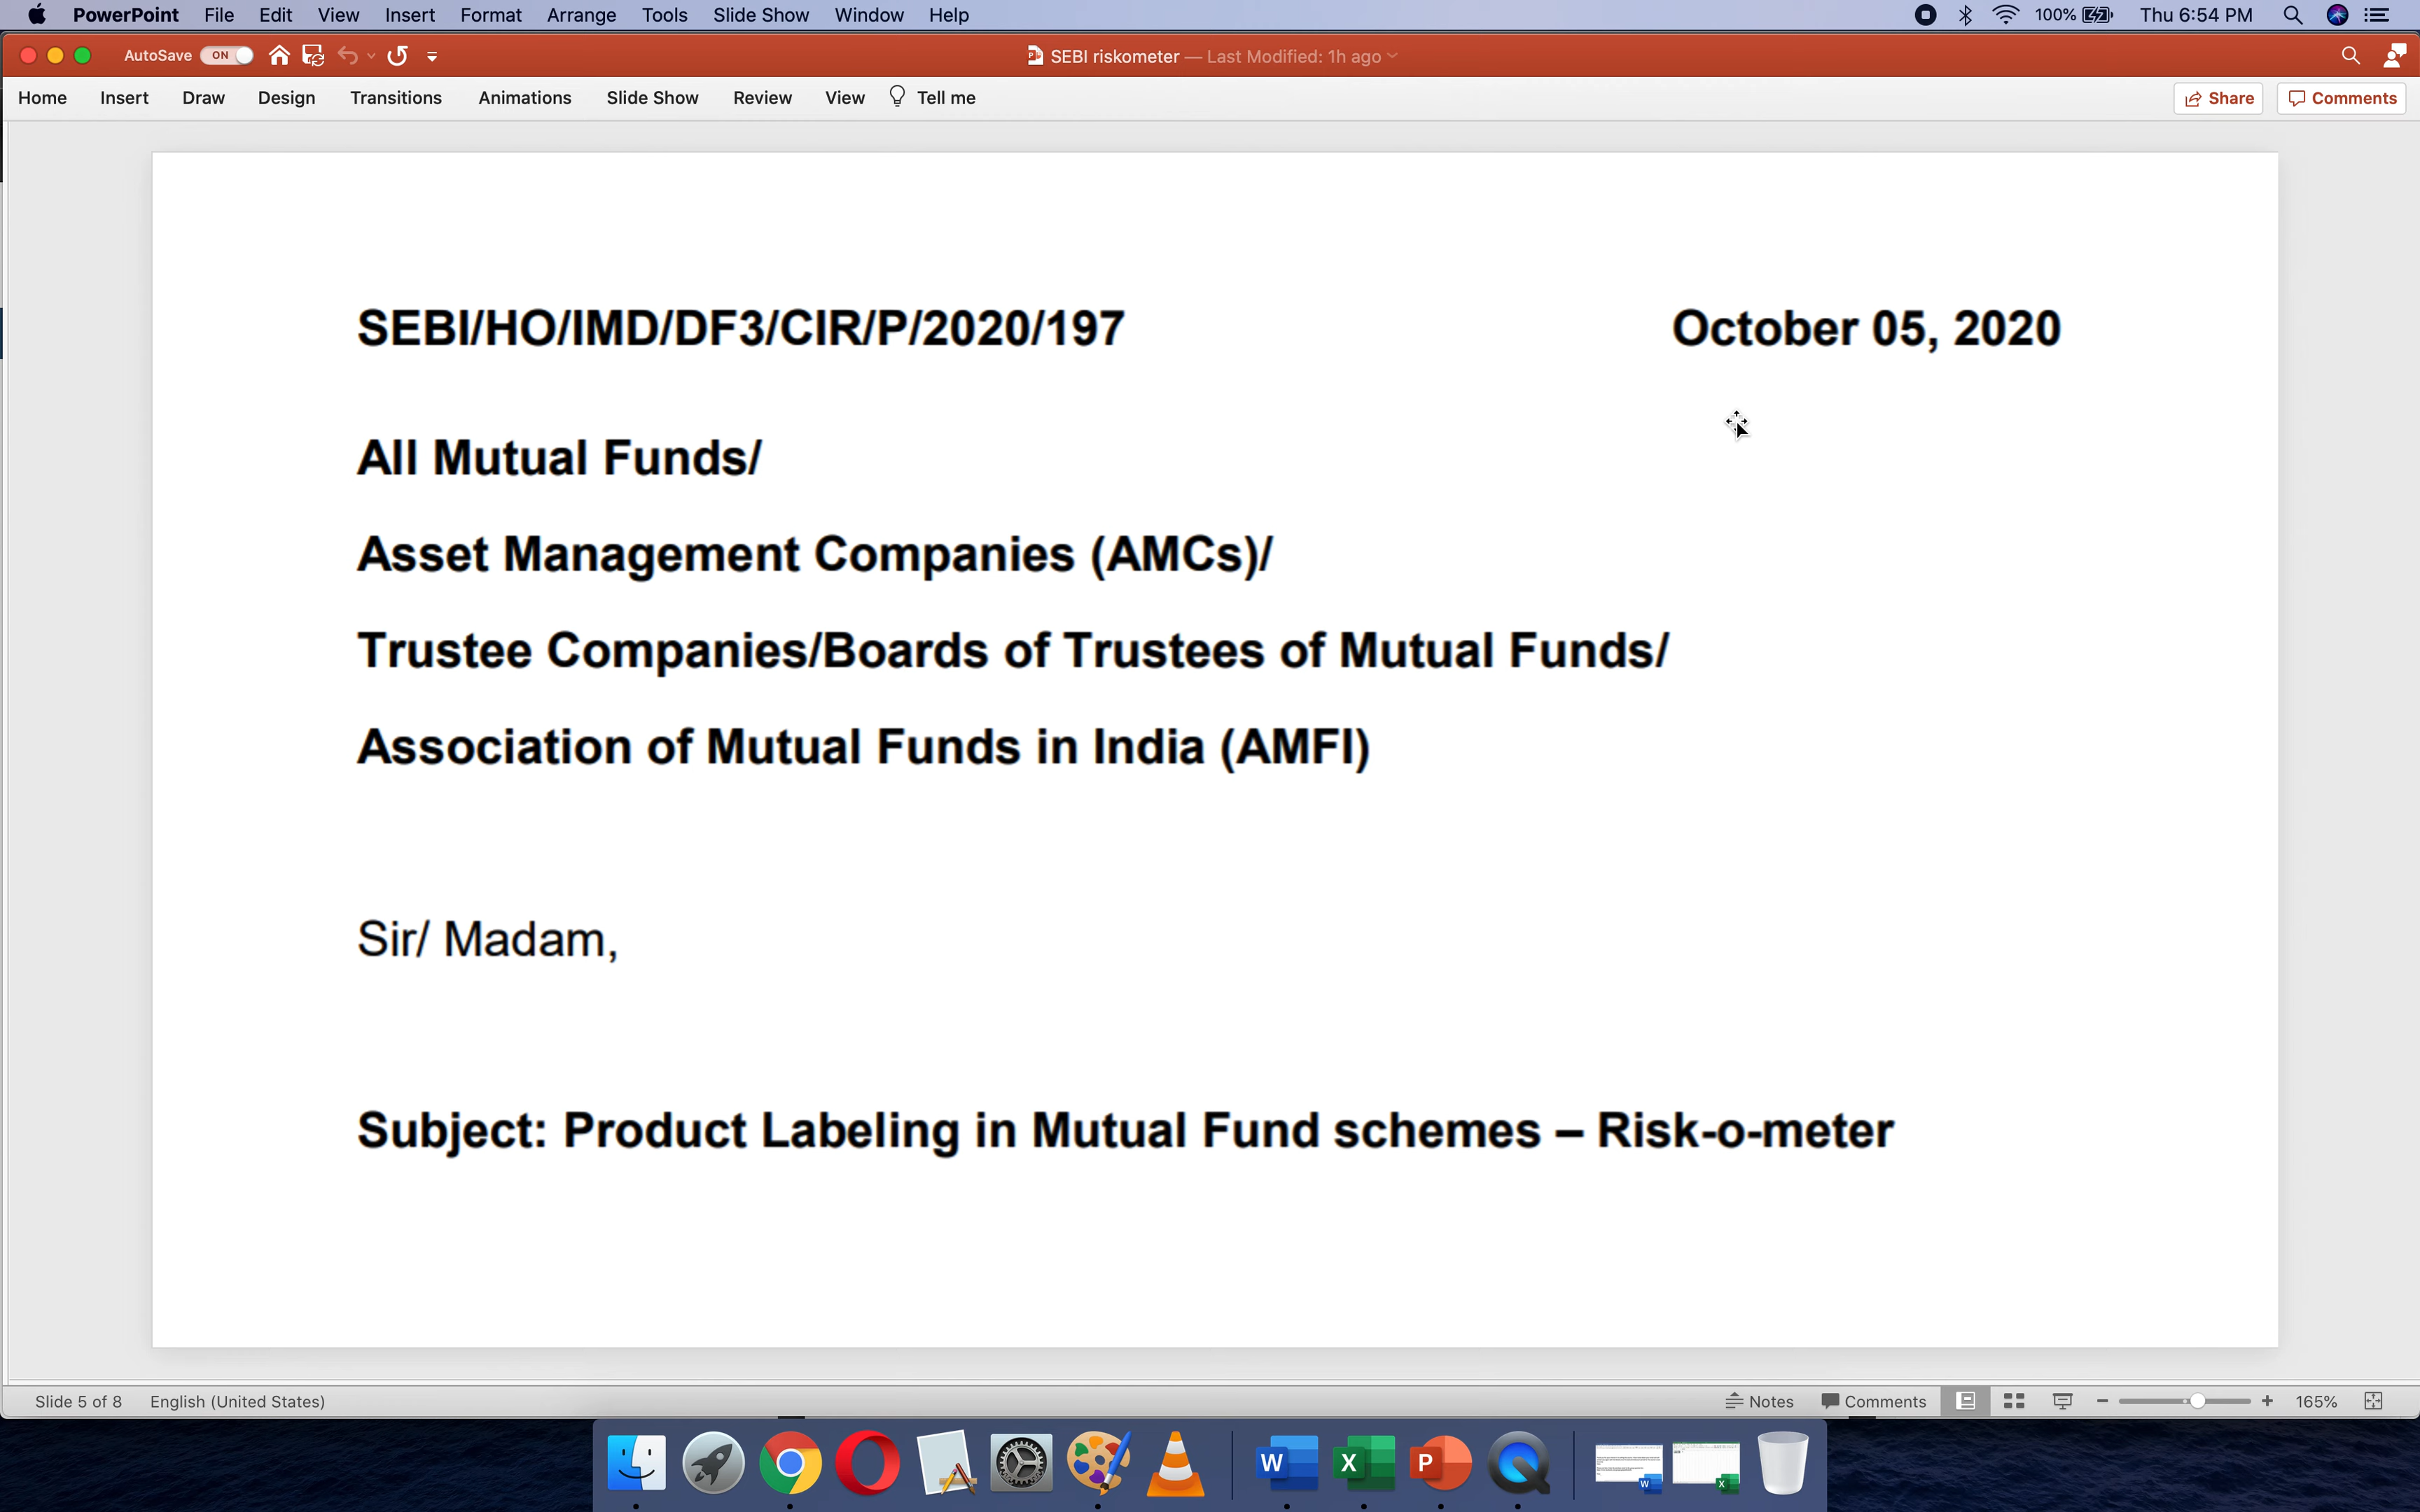 PowerPoint File Edit View Insert Format Arrange Tools Slide Show Window Help 100% Thu 6:54 PM
AutoSave ON SEBI riskometer — Last Modified: 1h ago
Home Insert Draw Design Transitions Animations Slide Show Review View Tell me Share Comments
SEBI/HO/IMD/DF3/CIR/P/2020/197 October 05, 2020
All Mutual Funds/
Asset Management Companies (AMCs)/
Trustee Companies/Boards of Trustees of Mutual Funds/
Association of Mutual Funds in India (AMFI)
Sir/ Madam,
Subject: Product Labeling in Mutual Fund schemes – Risk-o-meter
Slide 5 of 8 English (United States) Notes Comments 165%
W X P